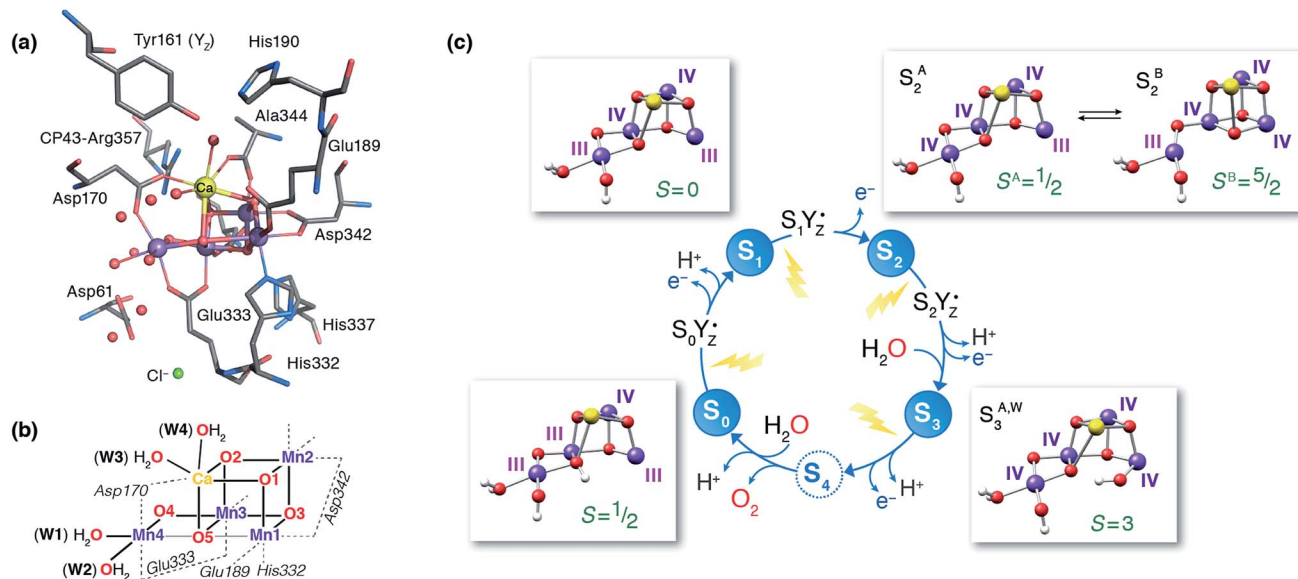 (a)
Tyr161 (Y_Z)
His190
CP43-Arg357
Ala344
Glu189
Asp170
Ca
Asp342
Asp61
Glu333
His337
His332
Cl⁻
(b)
(W4) OH₂
(W3) H₂O
O2
Mn2
Ca
O1
Asp170
Asp342
O4
Mn3
O3
(W1) H₂O
Mn4
O5
Mn1
(W2) OH₂
Glu333
Glu189
His332
(c)
IV
IV
III
III
S=0
S₂ᴬ
IV
IV
IV
III
Sᴬ=1/2
S₂ᴮ
IV
IV
III
IV
Sᴮ=5/2
S₁Y_Z•
e⁻
S₁
S₂
H⁺
e⁻
S₀Y_Z•
S₂Y_Z•
H₂O
H⁺
e⁻
S₀
S₃
H₂O
S₄
H⁺
O₂
e⁻
H⁺
IV
III
III
III
S=1/2
S₃ᴬ,ᵂ
IV
IV
IV
IV
S=3